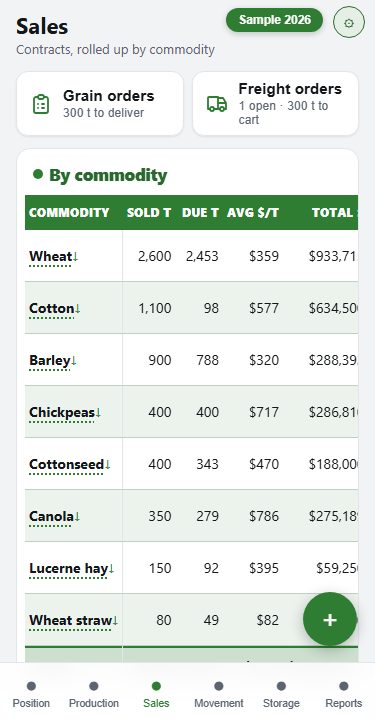 Sales
Sample 2026
Contracts, rolled up by commodity
Grain orders
300 t to deliver
Freight orders
1 open · 300 t to
cart
By commodity
COMMODITY SOLD T DUE T AVG $/T TOTAL
Wheat↓ 2,600 2,453 $359 $933,71
Cotton↓ 1,100 98 $577 $634,50
Barley↓ 900 788 $320 $288,39
Chickpeas↓ 400 400 $717 $286,81
Cottonseed↓ 400 343 $470 $188,00
Canola↓ 350 279 $786 $275,18
Lucerne hay↓ 150 92 $395 $59,25
Wheat straw↓ 80 49 $82
+
Position Production Sales Movement Storage Reports